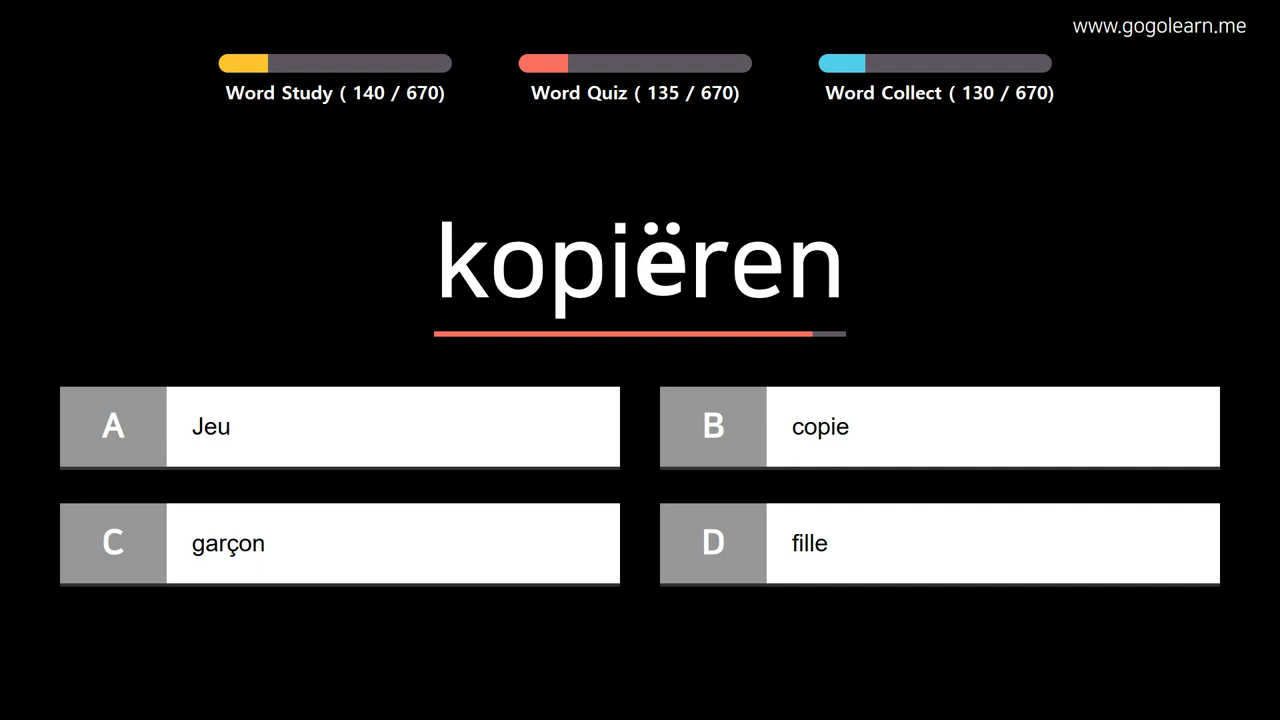 www.gogolearn.me
Word Study ( 140 / 670)
Word Quiz ( 135 / 670)
Word Collect ( 130 / 670)
kopiëren
A Jeu
B copie
C garçon
D fille